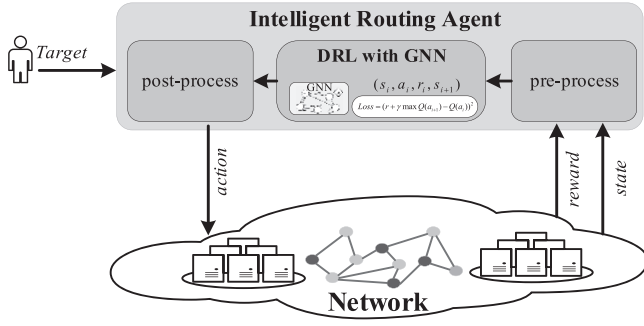 Intelligent Routing Agent
Target
post-process
DRL with GNN
GNN
(s_i, a_i, r_i, s_{i+1})
Loss = (r + γ max Q(a_{i+1}) − Q(a_i))²
pre-process
action
reward
state
Network